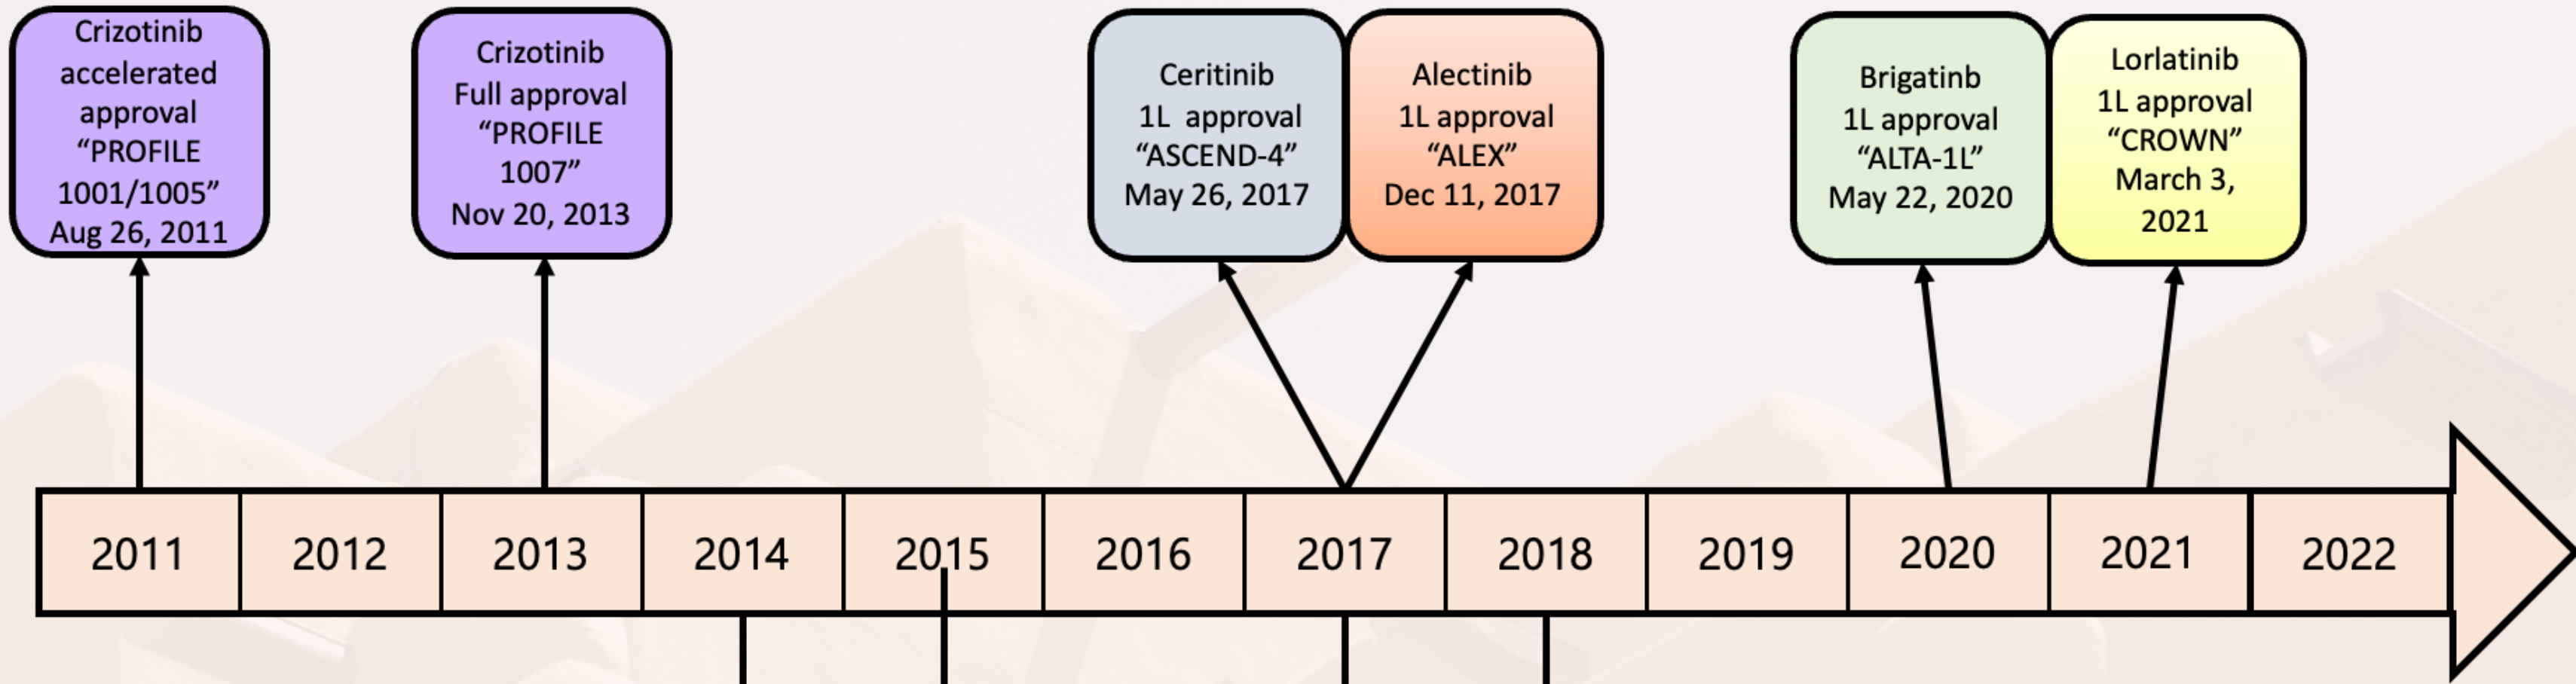 Crizotinib
accelerated
approval
“PROFILE
1001/1005”
Aug 26, 2011
Crizotinib
Full approval
“PROFILE
1007”
Nov 20, 2013
Ceritinib
1L  approval
“ASCEND-4”
May 26, 2017
Alectinib
1L approval
“ALEX”
Dec 11, 2017
Brigatinb
1L approval
“ALTA-1L”
May 22, 2020
Lorlatinib
1L approval
“CROWN”
March 3,
2021
2011
2012
2013
2014
2015
2016
2017
2018
2019
2020
2021
2022